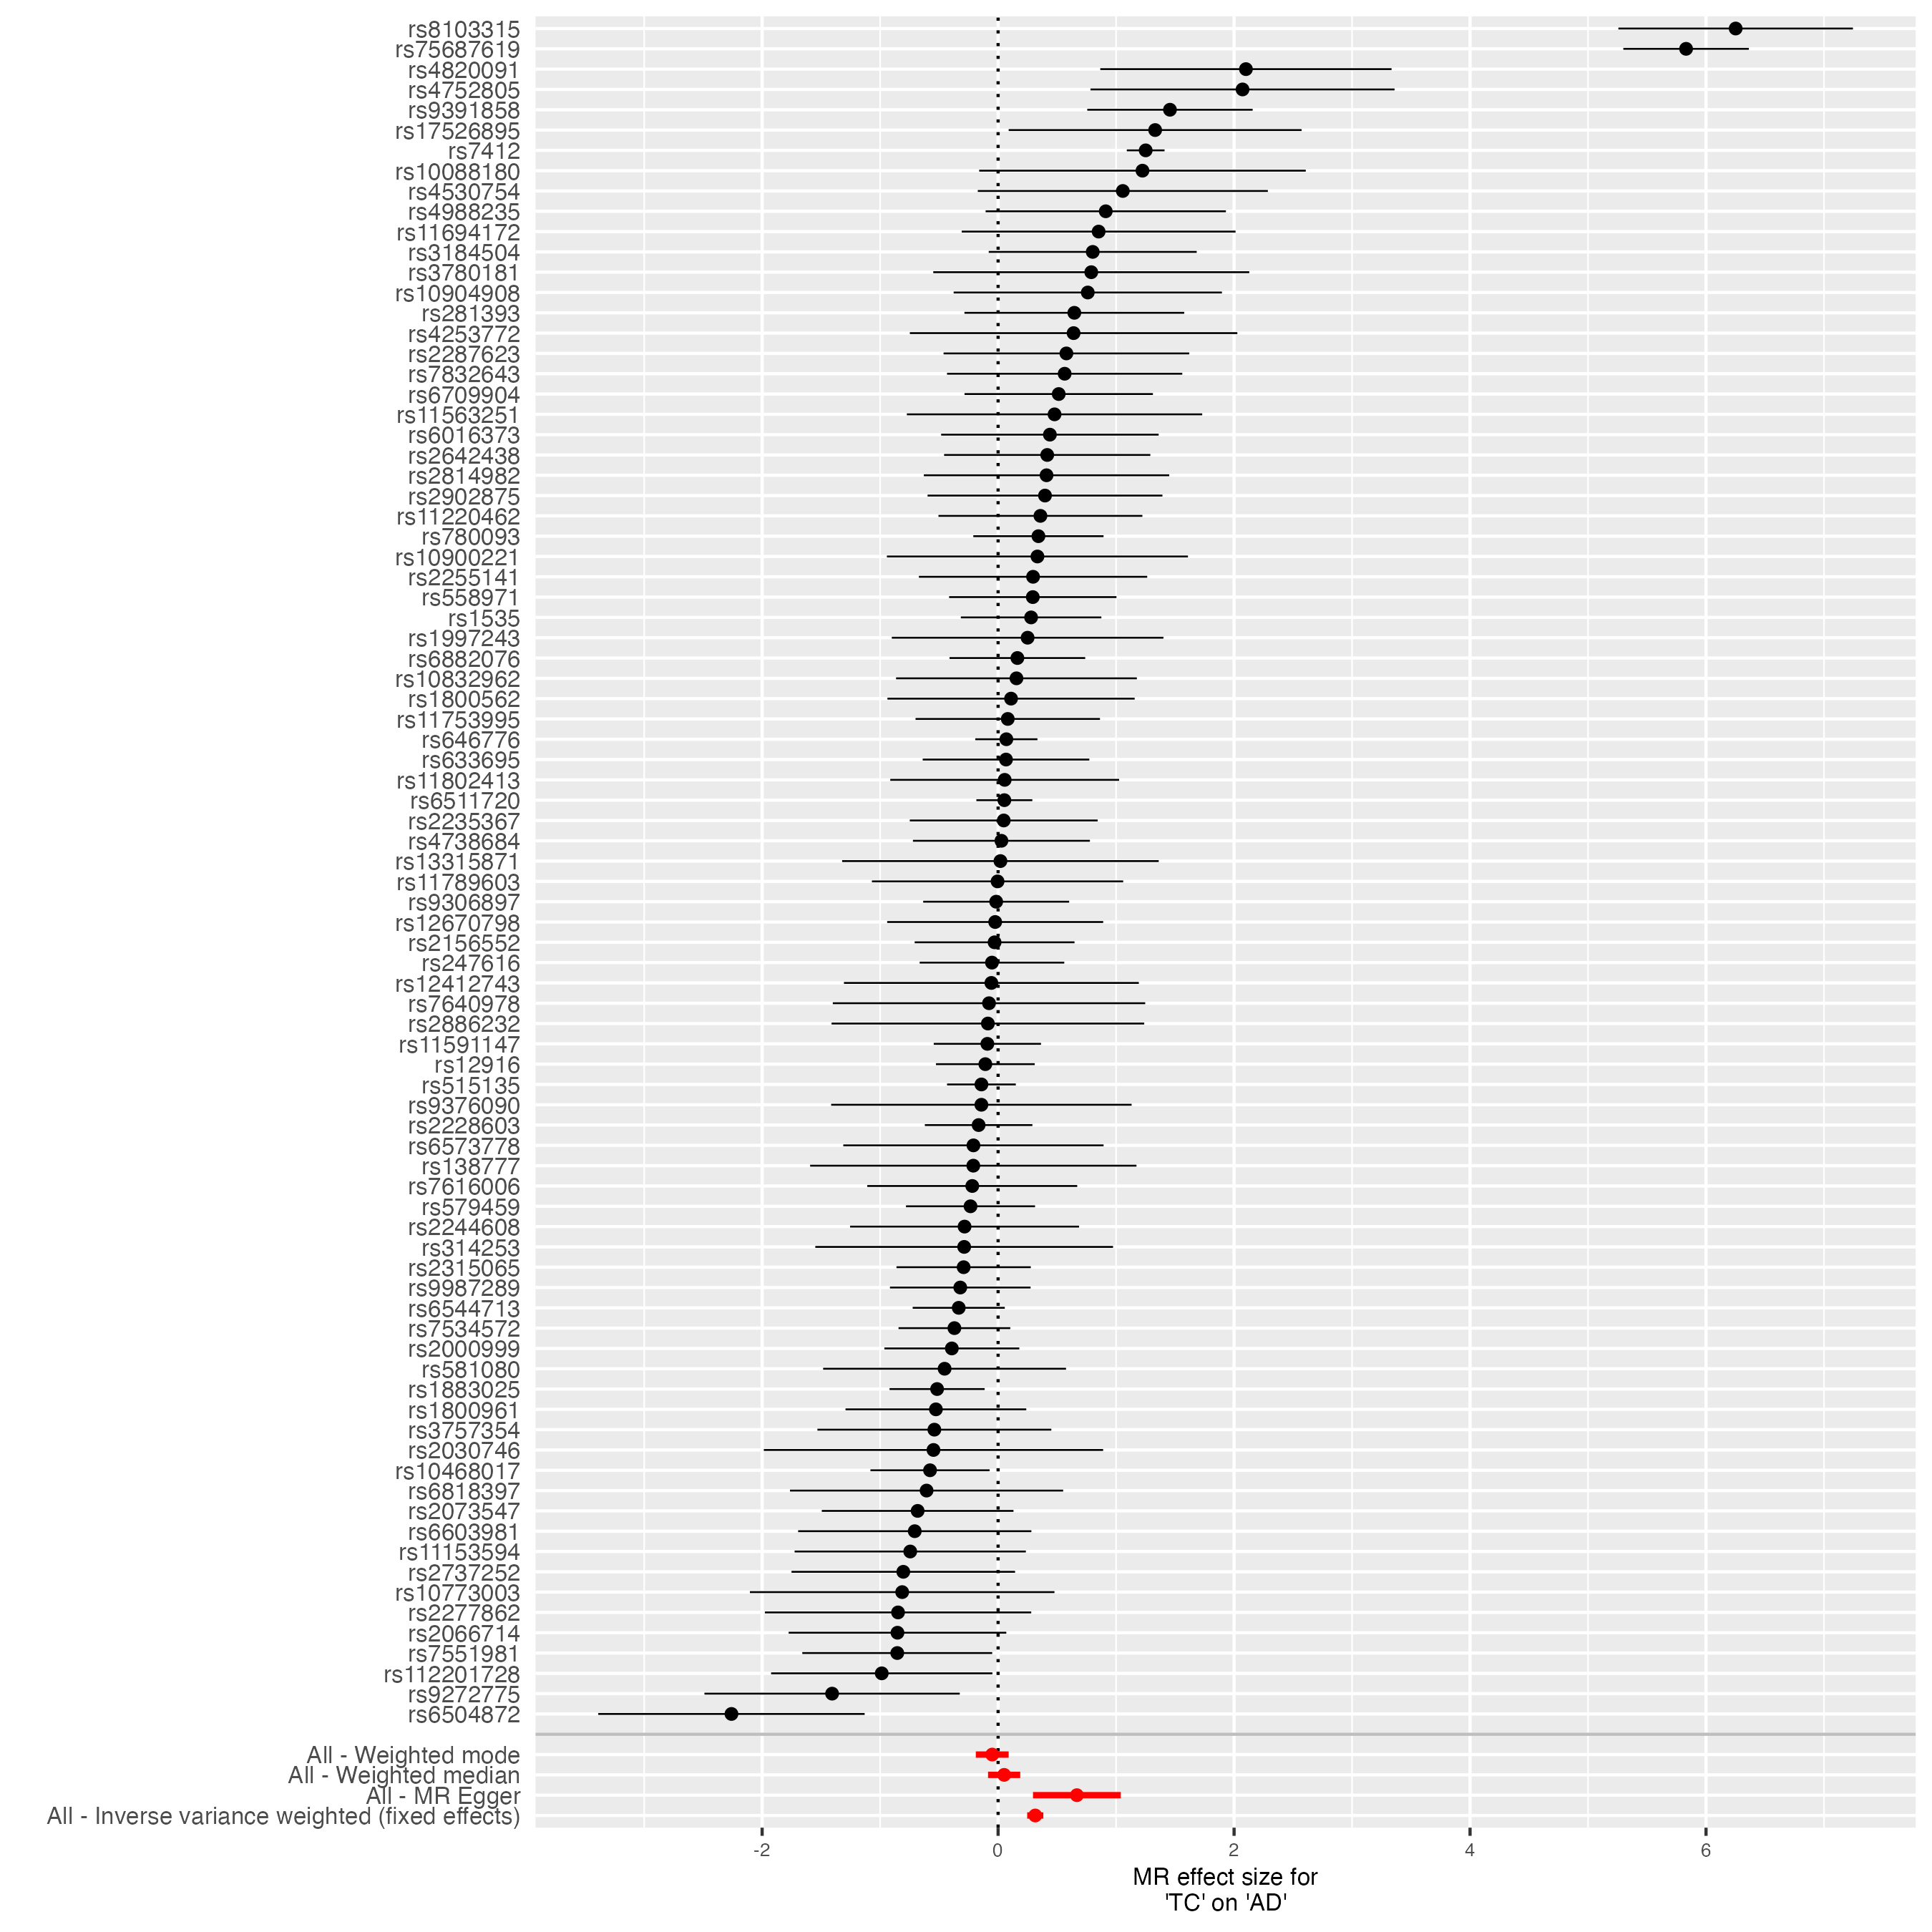 rs8103315
rs75687619
rs4820091
rs4752805
rs9391858
rs17526895
rs7412
rs10088180
rs4530754
rs4988235
rs11694172
rs3184504
rs3780181
rs10904908
rs281393
rs4253772
rs2287623
rs7832643
rs6709904
rs11563251
rs6016373
rs2642438
rs2814982
rs2902875
rs11220462
rs780093
rs10900221
rs2255141
rs558971
rs1535
rs1997243
rs6882076
rs10832962
rs1800562
rs11753995
rs646776
rs633695
rs11802413
rs6511720
rs2235367
rs4738684
rs13315871
rs11789603
rs9306897
rs12670798
rs2156552
rs247616
rs12412743
rs7640978
rs2886232
rs11591147
rs12916
rs515135
rs9376090
rs2228603
rs6573778
rs138777
rs7616006
rs579459
rs2244608
rs314253
rs2315065
rs9987289
rs6544713
rs7534572
rs2000999
rs581080
rs1883025
rs1800961
rs3757354
rs2030746
rs10468017
rs6818397
rs2073547
rs6603981
rs11153594
rs2737252
rs10773003
rs2277862
rs2066714
rs7551981
rs112201728
rs9272775
rs6504872
All - Weighted mode
All - Weighted median
All - MR Egger
All - Inverse variance weighted (fixed effects)
-2 0 2 4 6
MR effect size for
'TC' on 'AD'